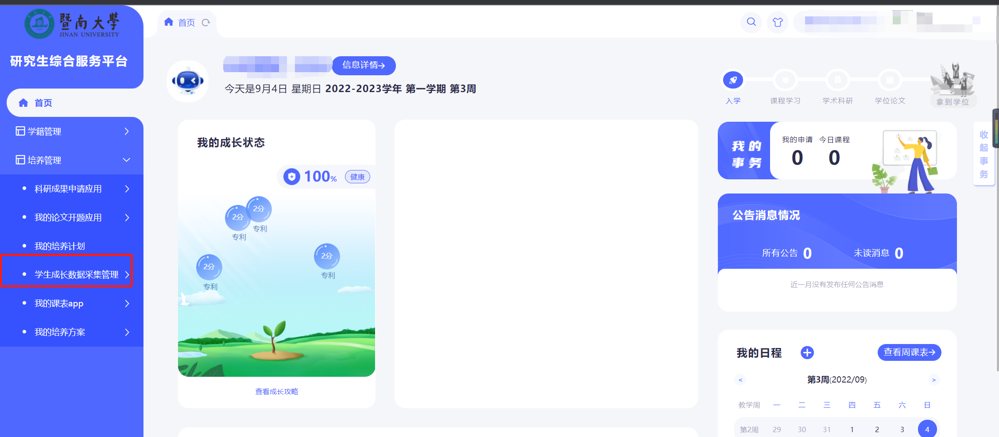 暨南大学
JINAN UNIVERSITY
研究生综合服务平台
首页
学籍管理
培养管理
科研成果申请应用
我的论文开题应用
我的培养计划
学生成长数据采集管理
我的课表app
我的培养方案
首页
信息详情
今天是9月4日 星期日 2022-2023学年 第一学期 第3周
入学
课程学习
学术科研
学位论文
拿到学位
我的成长状态
100%
健康
2分
专利
2分
专利
2分
专利
2分
专利
查看成长攻略
我的
事务
我的申请 今日课程
0 0
收起事务
公告消息情况
所有公告 0 未读消息 0
近一月没有发布任何公告消息
我的日程
查看周课表
< 第3周(2022/09) >
教学周 一 二 三 四 五 六 日
第2周 29 30 31 1 2 3 4